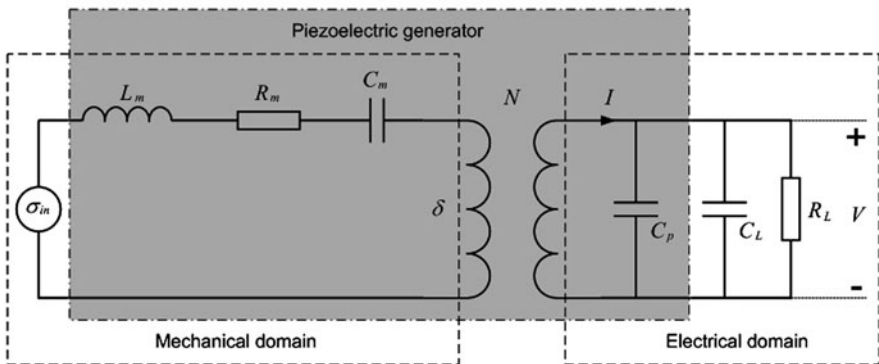 Piezoelectric generator
L_m
R_m
C_m
N
I
σ_in
δ
C_p
C_L
R_L
V
+
-
Mechanical domain
Electrical domain